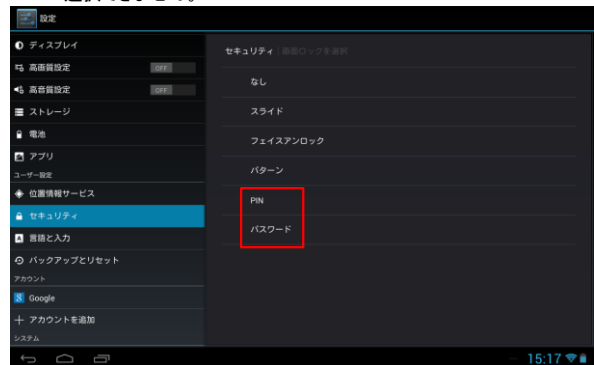 設定
ディスプレイ
高画質設定 OFF
高音質設定 OFF
ストレージ
電池
アプリ
ユーザー設定
位置情報サービス
セキュリティ
言語と入力
バックアップとリセット
アカウント
Google
アカウントを追加
システム
セキュリティ 画面ロックを選択
なし
スライド
フェイスアンロック
パターン
PIN
パスワード
15:17